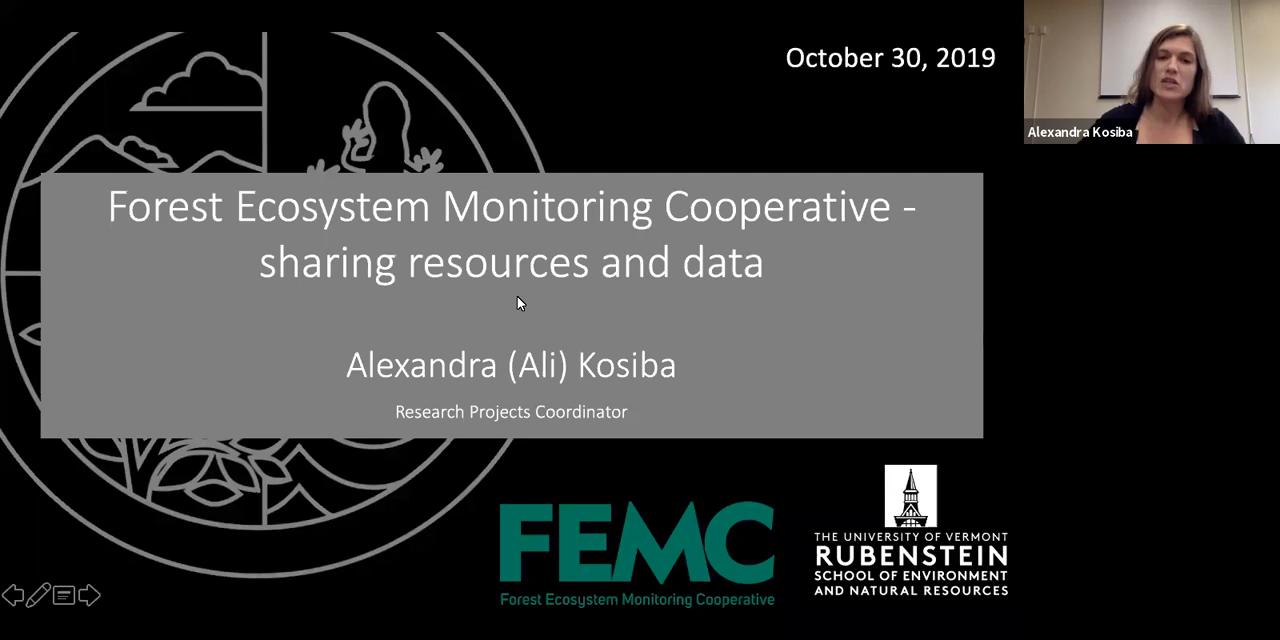 October 30, 2019
Alexandra Kosiba
Forest Ecosystem Monitoring Cooperative -
sharing resources and data
Alexandra (Ali) Kosiba
Research Projects Coordinator
FEMC
Forest Ecosystem Monitoring Cooperative
THE UNIVERSITY OF VERMONT
RUBENSTEIN
SCHOOL OF ENVIRONMENT
AND NATURAL RESOURCES